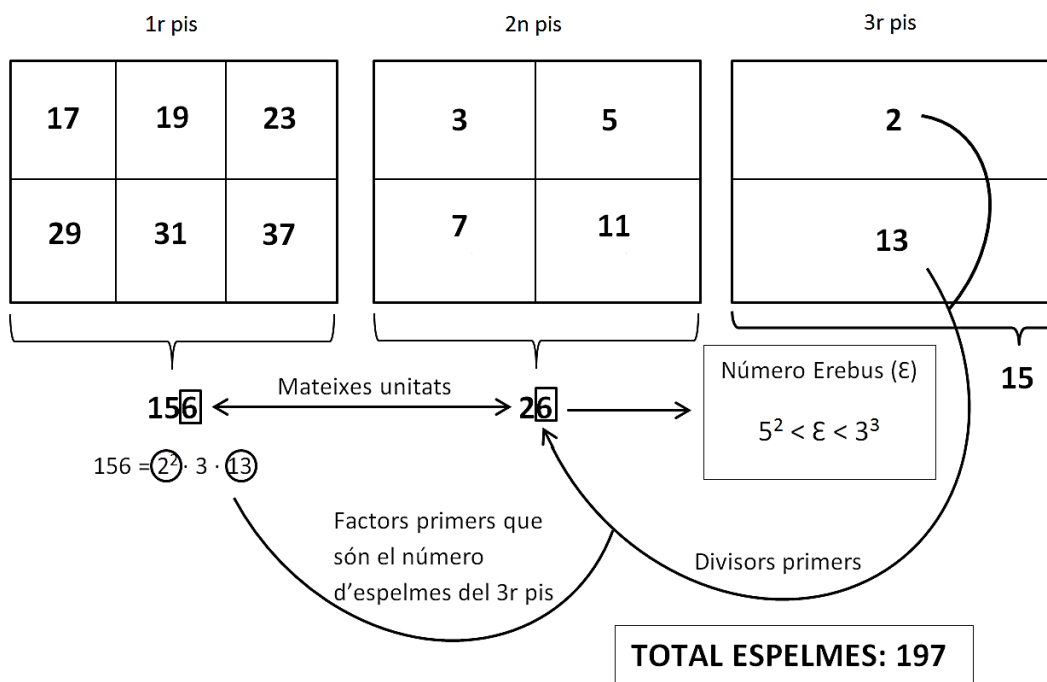 1r pis 2n pis 3r pis
17 19 23 3 5 2
29 31 37 7 11 13
15
Número Erebus (Ɛ)
5² < Ɛ < 3³
Mateixes unitats
156 26
156 = 2² · 3 · 13
Factors primers que
són el número
d'espelmes del 3r pis
Divisors primers
TOTAL ESPELMES: 197